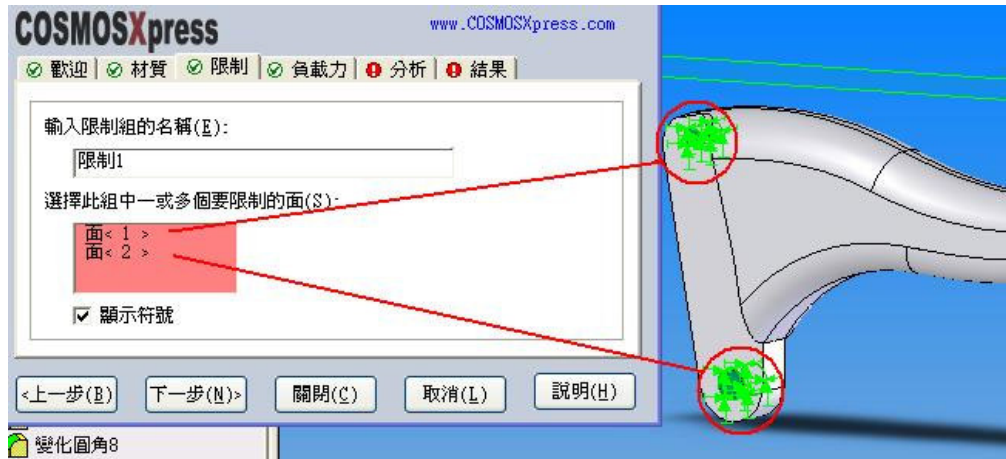 COSMOSXpress
www.COSMOSXpress.com
歡迎 材質 限制 負載力 分析 結果
輸入限制組的名稱(E):
限制1
選擇此組中一或多個要限制的面(S):
面< 1 >
面< 2 >
顯示符號
<上一步(B) 下一步(N)> 關閉(C) 取消(L) 說明(H)
變化圓角8